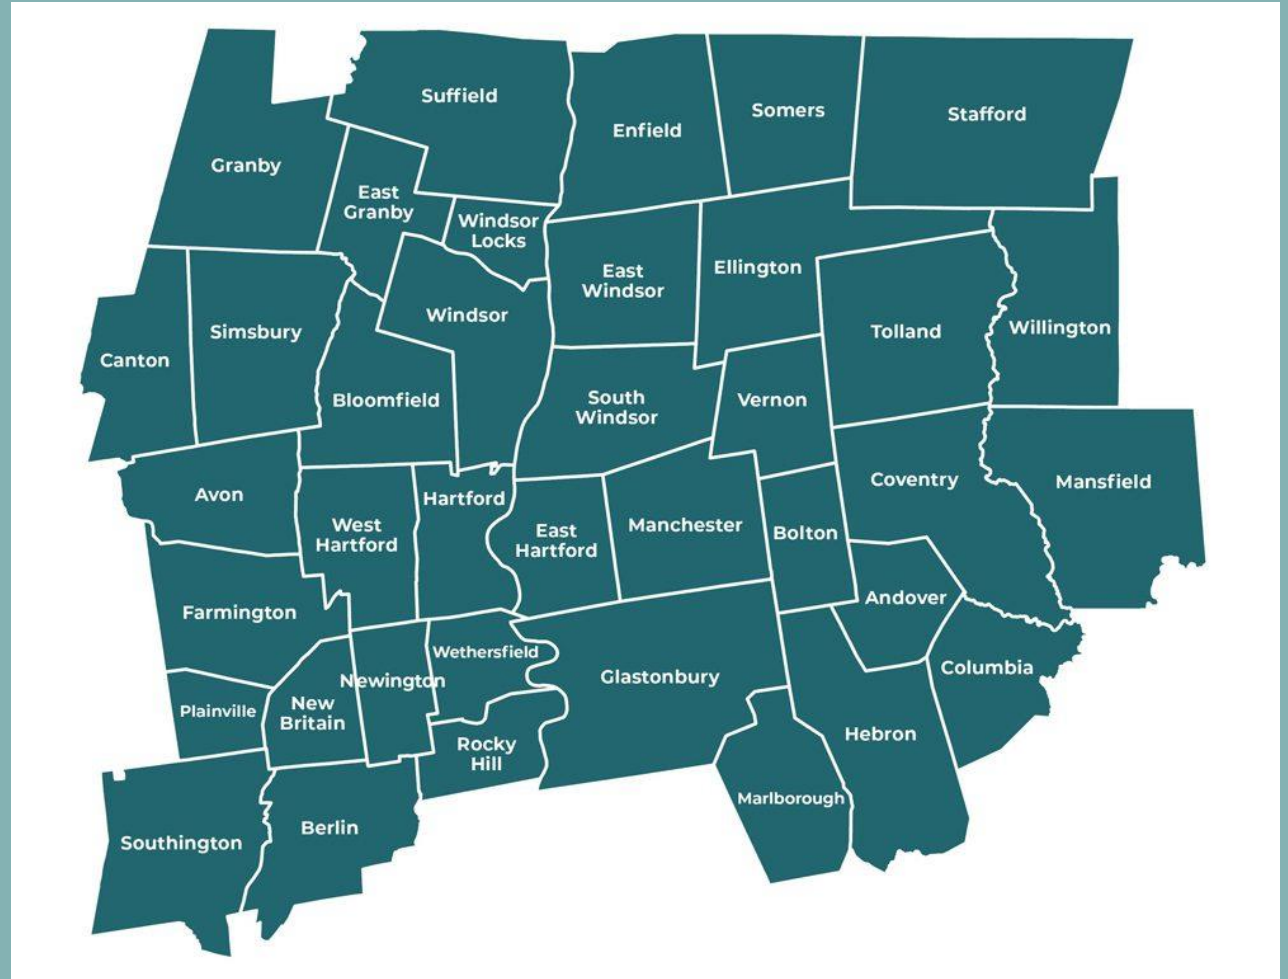 Suffield
Somers
Stafford
Enfield
Granby
East
Granby
Windsor
Locks
East
Windsor
Ellington
Windsor
Simsbury
Tolland
Willington
Canton
Bloomfield
South
Windsor
Vernon
Avon
Hartford
Coventry
Mansfield
West
Hartford
East
Hartford
Manchester
Bolton
Farmington
Andover
Wethersfield
Columbia
Glastonbury
Newington
Plainville
New
Britain
Hebron
Rocky
Hill
Marlborough
Southington
Berlin